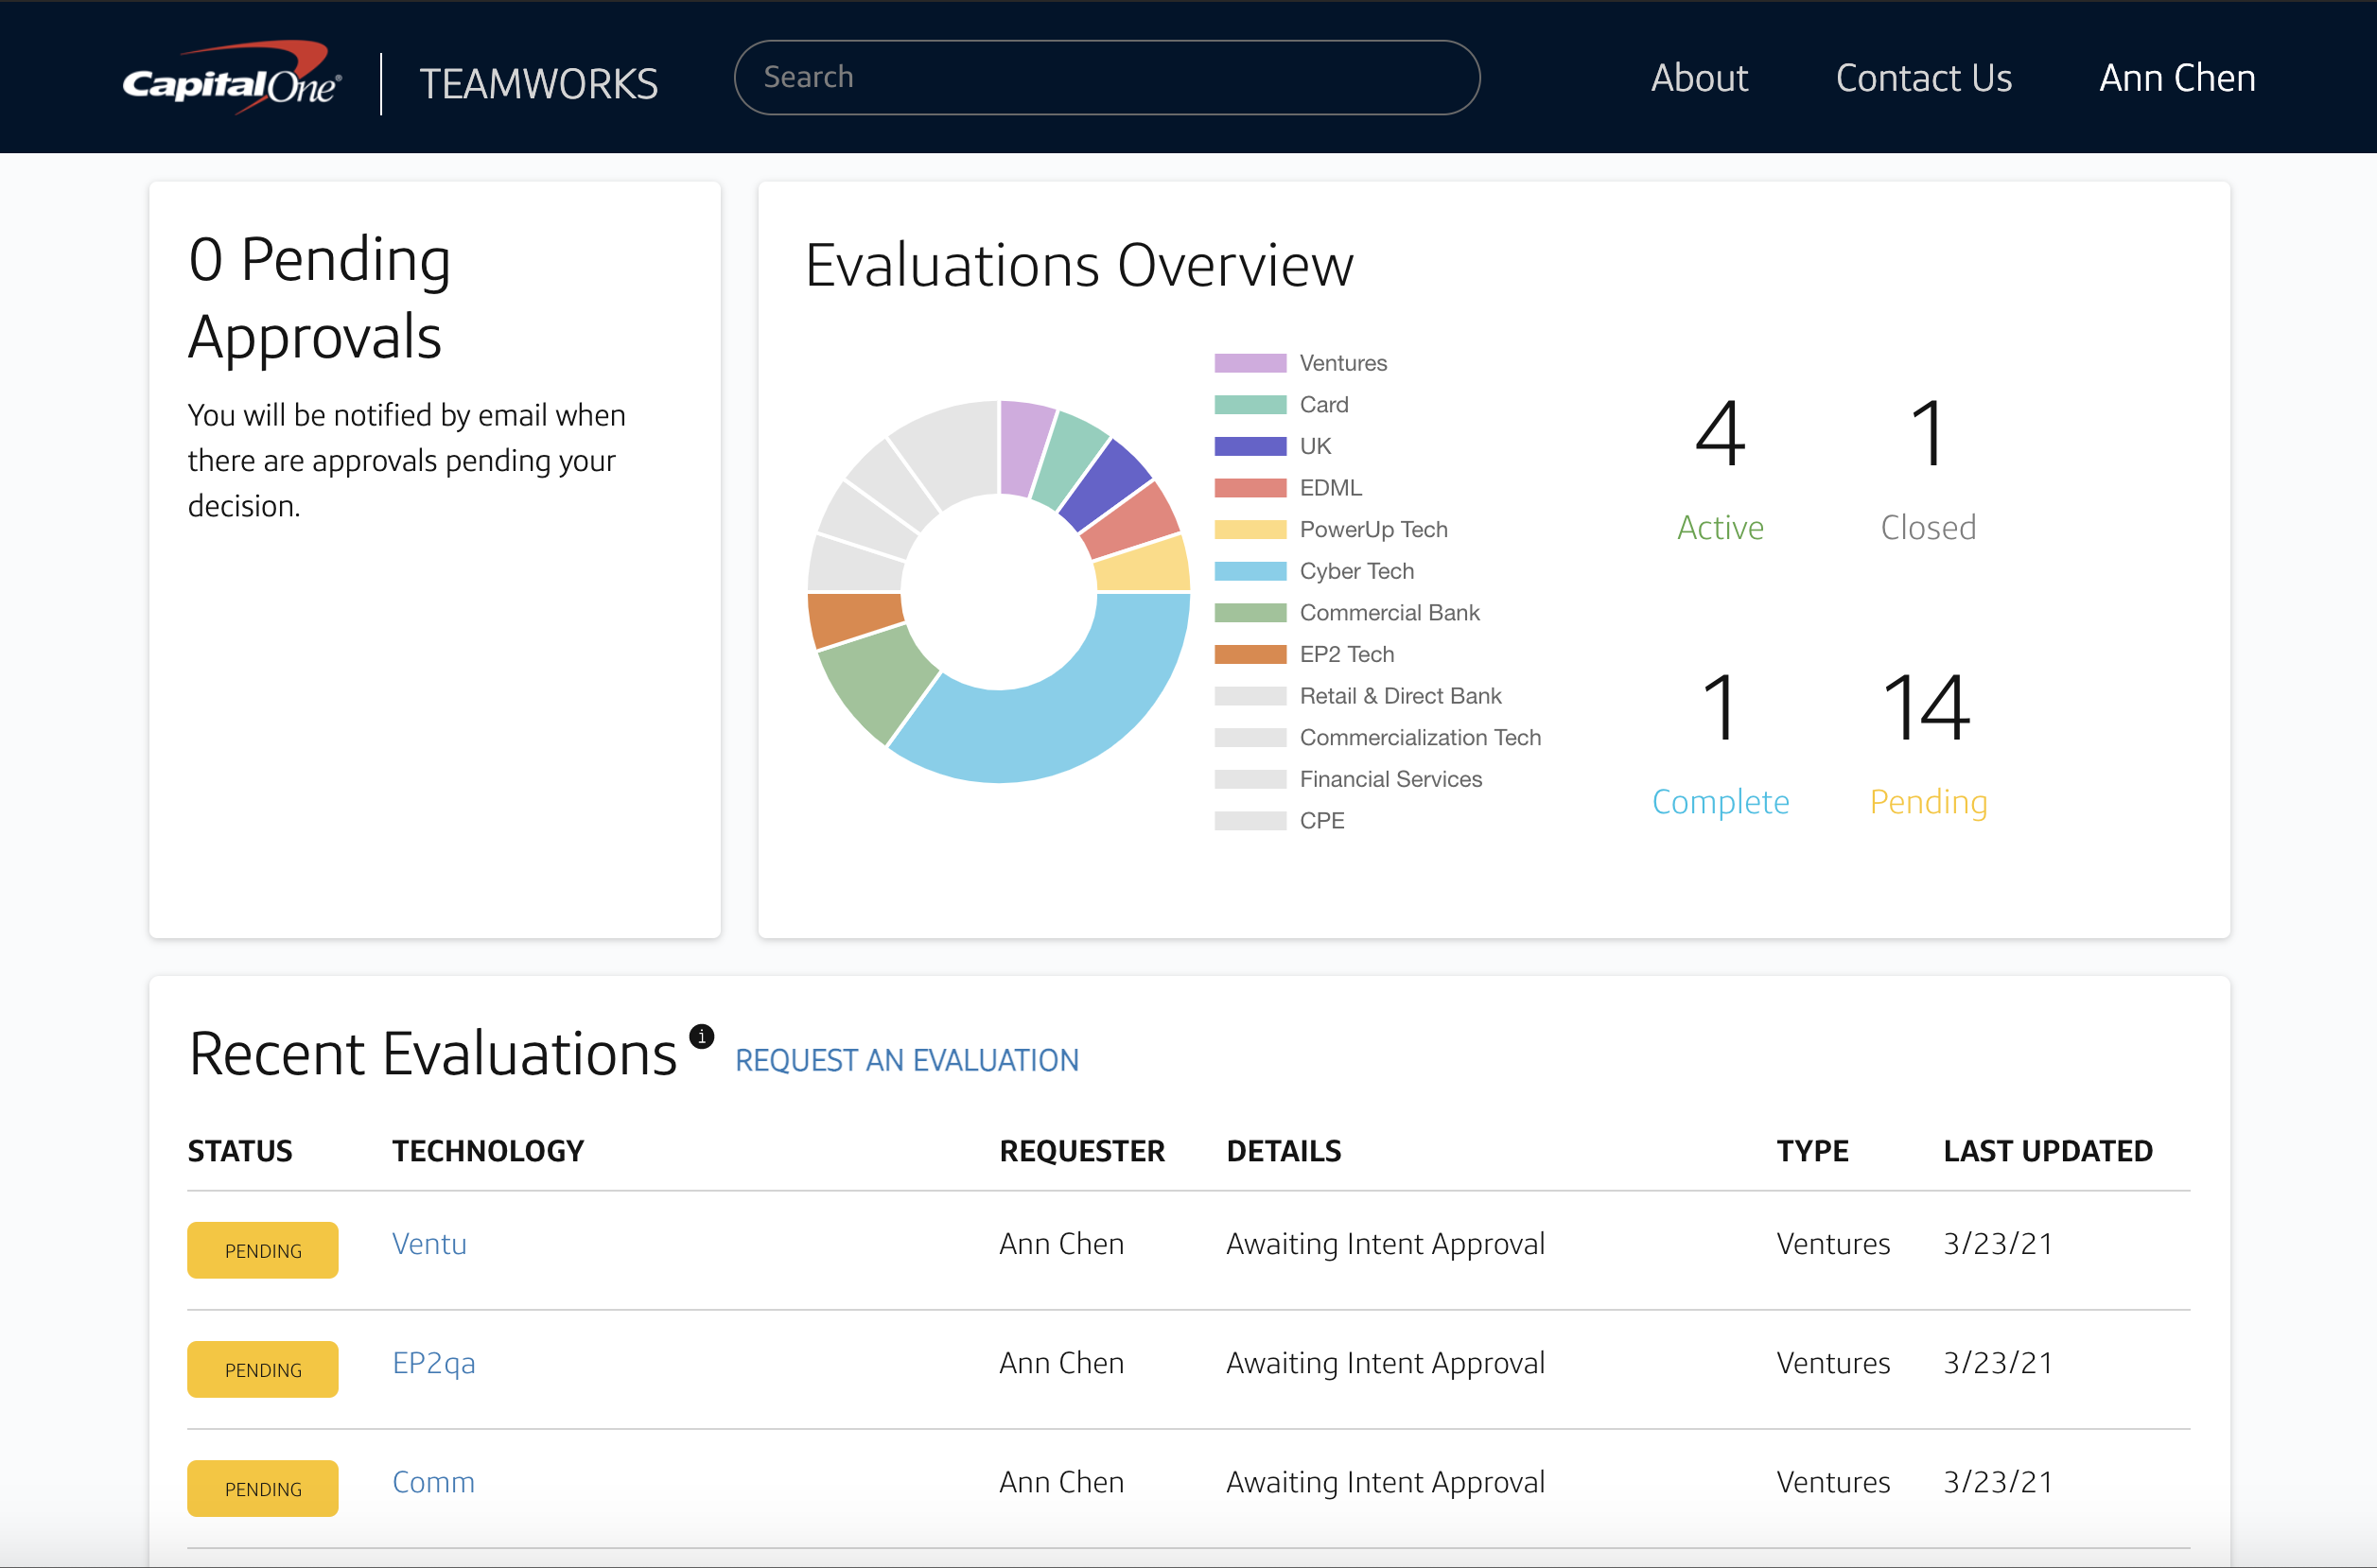 CapitalOne®
TEAMWORKS
Search
About
Contact Us
Ann Chen
0 Pending
Approvals
You will be notified by email when
there are approvals pending your
decision.
Evaluations Overview
Ventures
Card
UK
EDML
PowerUp Tech
Cyber Tech
Commercial Bank
EP2 Tech
Retail & Direct Bank
Commercialization Tech
Financial Services
CPE
4
Active
1
Closed
1
Complete
14
Pending
Recent Evaluations i
REQUEST AN EVALUATION
STATUS TECHNOLOGY REQUESTER DETAILS TYPE LAST UPDATED
PENDING Ventu Ann Chen Awaiting Intent Approval Ventures 3/23/21
PENDING EP2qa Ann Chen Awaiting Intent Approval Ventures 3/23/21
PENDING Comm Ann Chen Awaiting Intent Approval Ventures 3/23/21